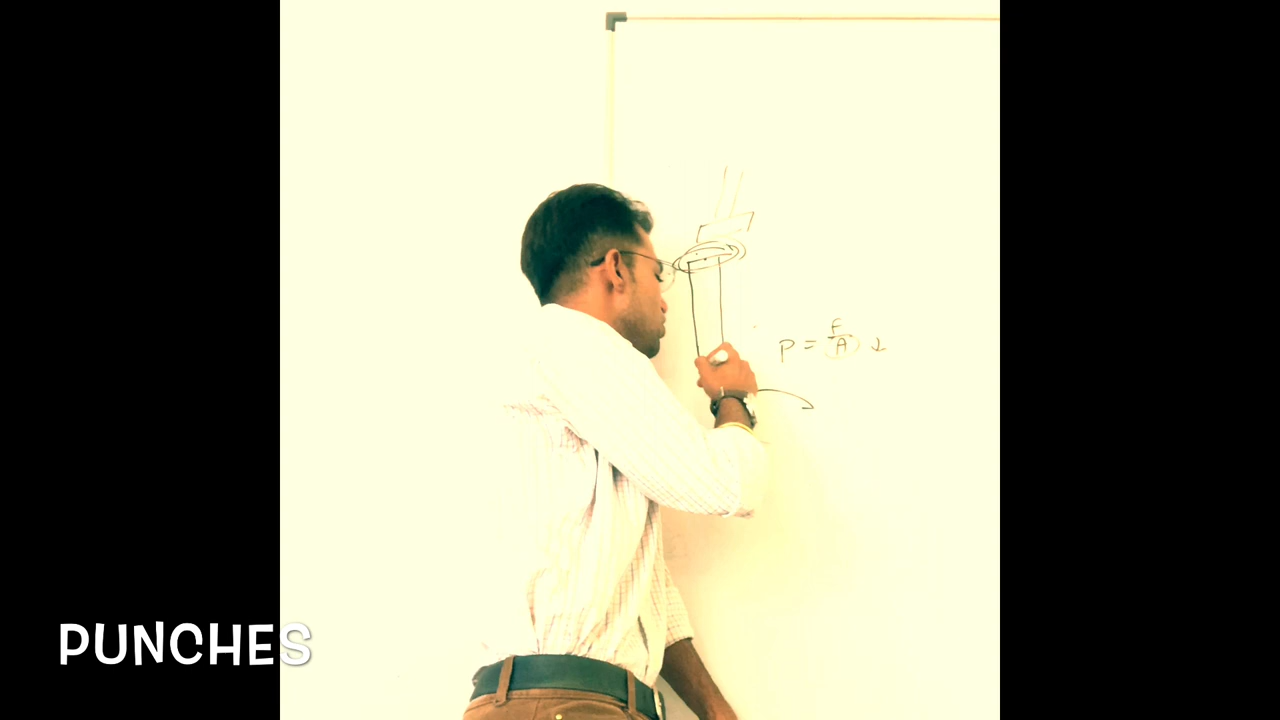 P = F/A ↓
PUNCHES